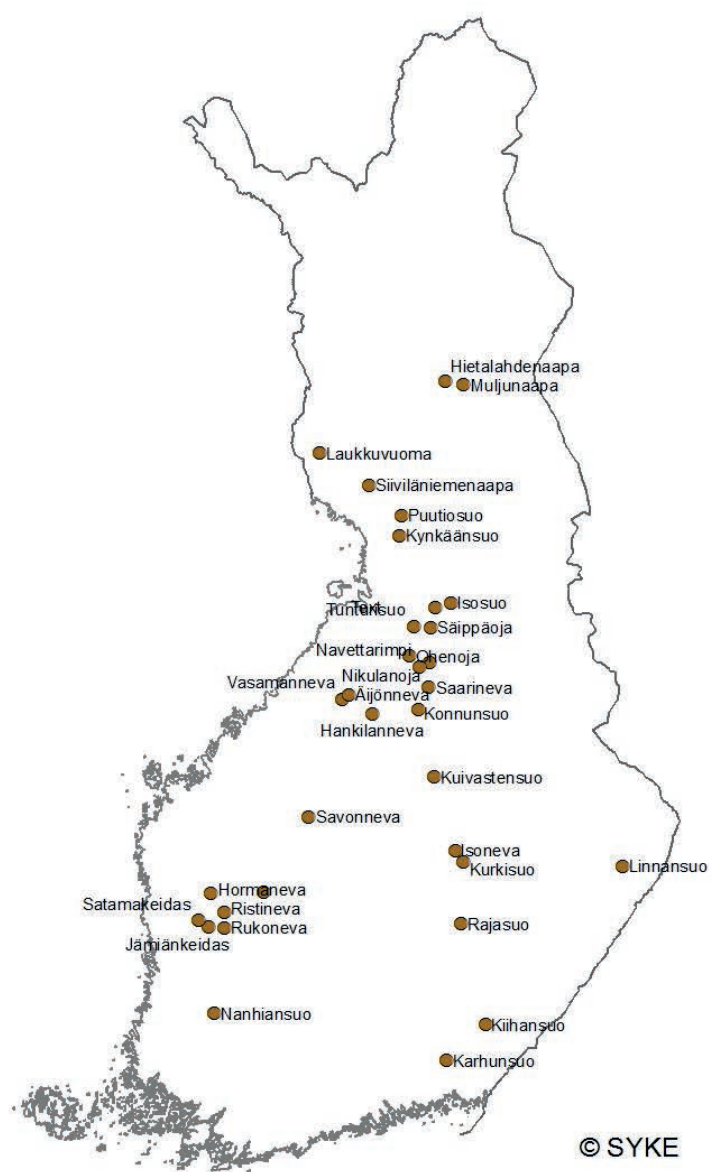 Hietalahdenaapa
Muljunaapa
Laukkuvuoma
Siiviläniemenaapa
Puutiosuo
Kynkäänsuo
Isosuo
Text
Säippäoja
Navettarimpi
Ohenoja
Nikulanoja
Vasamanneva
Äijönneva
Saarineva
Konnunsuo
Hankilanneva
Kuivastensuo
Savonneva
Isoneva
Kurkisuo
Linnansuo
Hormaneva
Satamakeidas
Ristineva
Rukoneva
Jämiänkeidas
Rajasuo
Nanhiansuo
Kiihansuo
Karhunsuo
© SYKE